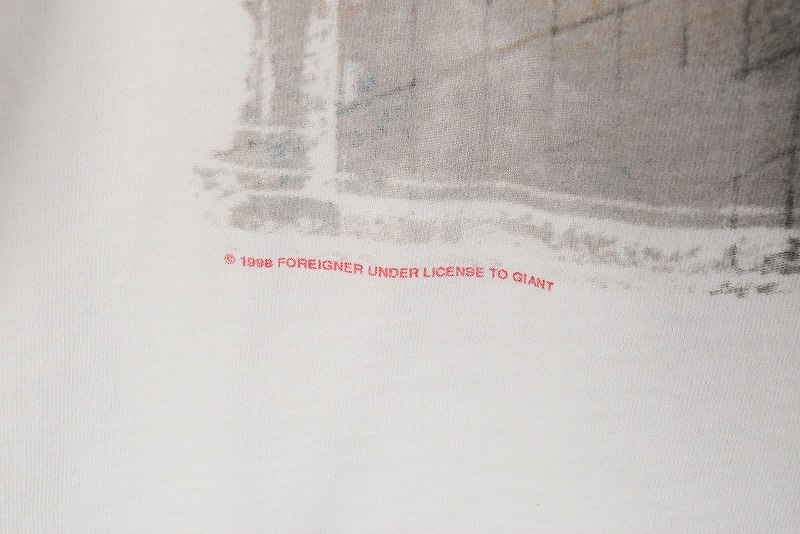 © 1998 FOREIGNER UNDER LICENSE TO GIANT